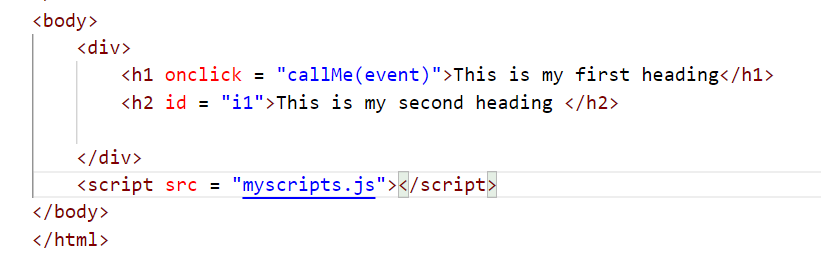 <body>
<div>
<h1 onclick = "callMe(event)">This is my first heading</h1>
<h2 id = "i1">This is my second heading </h2>
</div>
<script src = "myscripts.js"></script>
</body>
</html>